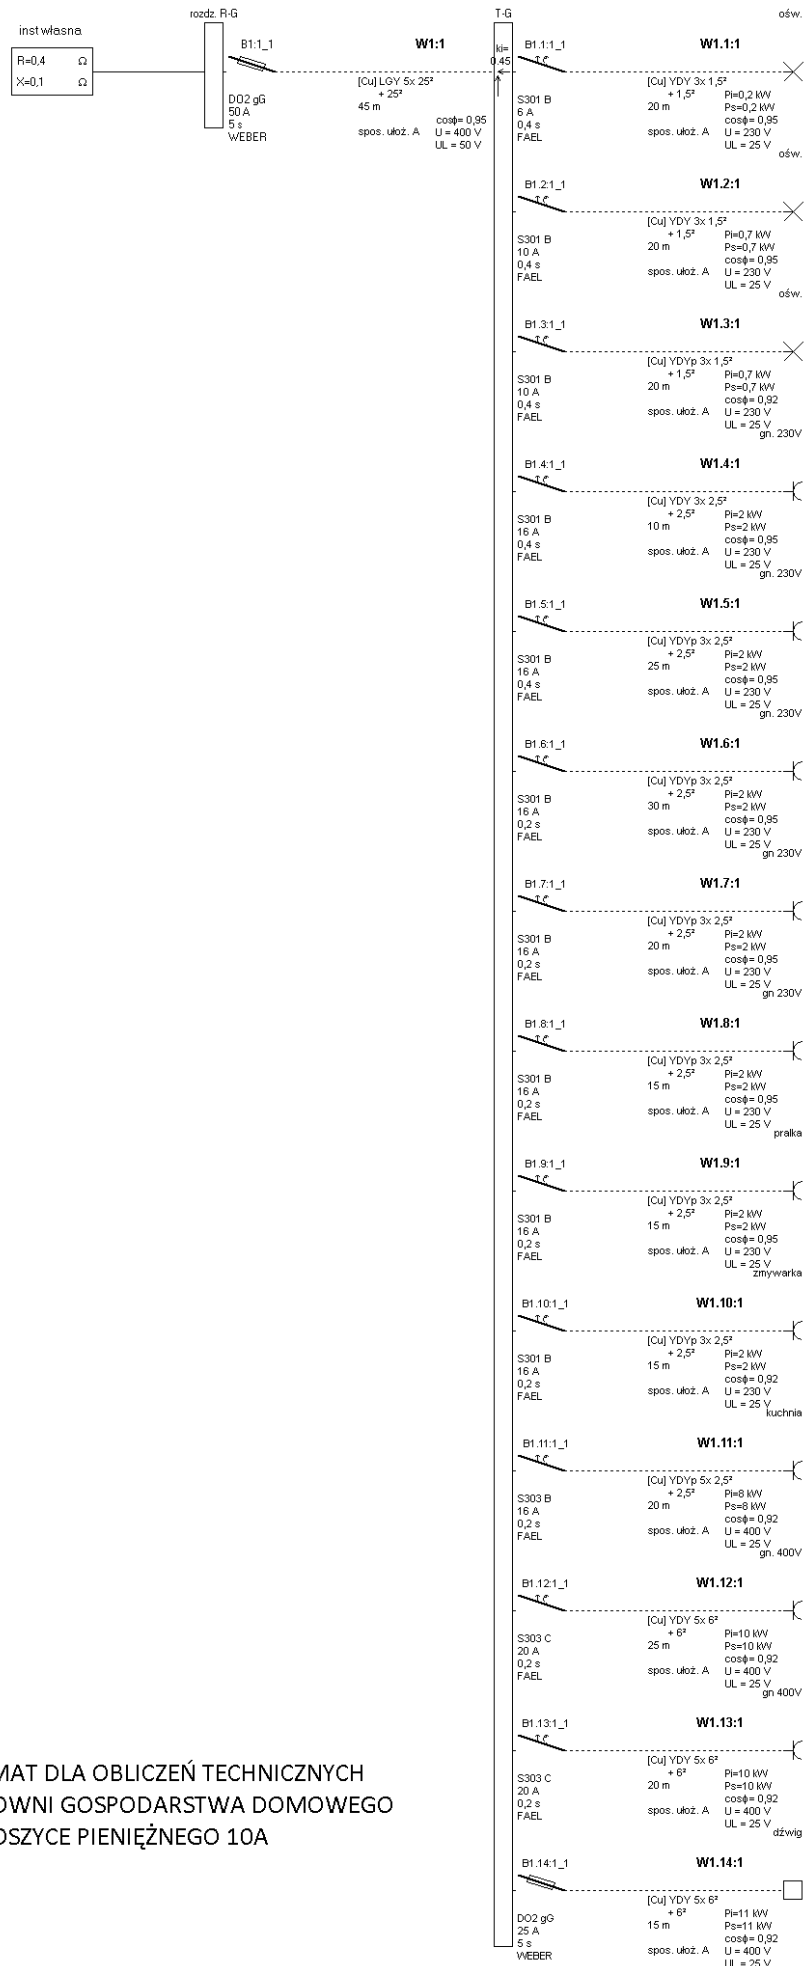 rozdz. R-G
T-G
ośw.
inst własna
R=0,4 Ω
X=0,1 Ω
B1:1_1
W1:1
DO2 gG
50 A
5 s
WEBER
[Cu] LGY 5x 25²
+ 25²
45 m
cosϕ= 0,95
spos. ułoż. A U = 400 V
UL = 50 V
ki=
0.45
B1.1:1_1
W1.1:1
S301 B
6 A
0,4 s
FAEL
[Cu] YDY 3x 1,5²
+ 1,5² Pi=0,2 kW
20 m Ps=0,2 kW
cosϕ= 0,95
spos. ułoż. A U = 230 V
UL = 25 V
ośw.
B1.2:1_1
W1.2:1
S301 B
10 A
0,4 s
FAEL
[Cu] YDY 3x 1,5²
+ 1,5² Pi=0,7 kW
20 m Ps=0,7 kW
cosϕ= 0,95
spos. ułoż. A U = 230 V
UL = 25 V
ośw.
B1.3:1_1
W1.3:1
S301 B
10 A
0,4 s
FAEL
[Cu] YDYp 3x 1,5²
+ 1,5² Pi=0,7 kW
20 m Ps=0,7 kW
cosϕ= 0,92
spos. ułoż. A U = 230 V
UL = 25 V
gn. 230V
B1.4:1_1
W1.4:1
S301 B
16 A
0,4 s
FAEL
[Cu] YDY 3x 2,5²
+ 2,5² Pi=2 kW
10 m Ps=2 kW
cosϕ= 0,95
spos. ułoż. A U = 230 V
UL = 25 V
gn. 230V
B1.5:1_1
W1.5:1
S301 B
16 A
0,4 s
FAEL
[Cu] YDYp 3x 2,5²
+ 2,5² Pi=2 kW
25 m Ps=2 kW
cosϕ= 0,95
spos. ułoż. A U = 230 V
UL = 25 V
gn. 230V
B1.6:1_1
W1.6:1
S301 B
16 A
0,2 s
FAEL
[Cu] YDYp 3x 2,5²
+ 2,5² Pi=2 kW
30 m Ps=2 kW
cosϕ= 0,95
spos. ułoż. A U = 230 V
UL = 25 V
gn 230V
B1.7:1_1
W1.7:1
S301 B
16 A
0,2 s
FAEL
[Cu] YDYp 3x 2,5²
+ 2,5² Pi=2 kW
20 m Ps=2 kW
cosϕ= 0,95
spos. ułoż. A U = 230 V
UL = 25 V
gn 230V
B1.8:1_1
W1.8:1
S301 B
16 A
0,2 s
FAEL
[Cu] YDYp 3x 2,5²
+ 2,5² Pi=2 kW
15 m Ps=2 kW
cosϕ= 0,95
spos. ułoż. A U = 230 V
UL = 25 V
pralka
B1.9:1_1
W1.9:1
S301 B
16 A
0,2 s
FAEL
[Cu] YDYp 3x 2,5²
+ 2,5² Pi=2 kW
15 m Ps=2 kW
cosϕ= 0,95
spos. ułoż. A U = 230 V
UL = 25 V
zmywarka
B1.10:1_1
W1.10:1
S301 B
16 A
0,2 s
FAEL
[Cu] YDYp 3x 2,5²
+ 2,5² Pi=2 kW
15 m Ps=2 kW
cosϕ= 0,92
spos. ułoż. A U = 230 V
UL = 25 V
kuchnia
B1.11:1_1
W1.11:1
S303 B
16 A
0,2 s
FAEL
[Cu] YDYp 5x 2,5²
+ 2,5² Pi=8 kW
20 m Ps=8 kW
cosϕ= 0,92
spos. ułoż. A U = 400 V
UL = 25 V
gn. 400V
B1.12:1_1
W1.12:1
S303 C
20 A
0,2 s
FAEL
[Cu] YDY 5x 6²
+ 6² Pi=10 kW
25 m Ps=10 kW
cosϕ= 0,92
spos. ułoż. A U = 400 V
UL = 25 V
gn 400V
B1.13:1_1
W1.13:1
S303 C
20 A
0,2 s
FAEL
[Cu] YDY 5x 6²
+ 6² Pi=10 kW
20 m Ps=10 kW
cosϕ= 0,92
spos. ułoż. A U = 400 V
UL = 25 V
dźwig
B1.14:1_1
W1.14:1
DO2 gG
25 A
5 s
WEBER
[Cu] YDY 5x 6²
+ 6² Pi=11 kW
15 m Ps=11 kW
cosϕ= 0,92
spos. ułoż. A U = 400 V
UL = 25 V
MAT DLA OBLICZEŃ TECHNICZNYCH
OWNI GOSPODARSTWA DOMOWEGO
OSZYCE PIENIĘŻNEGO 10A